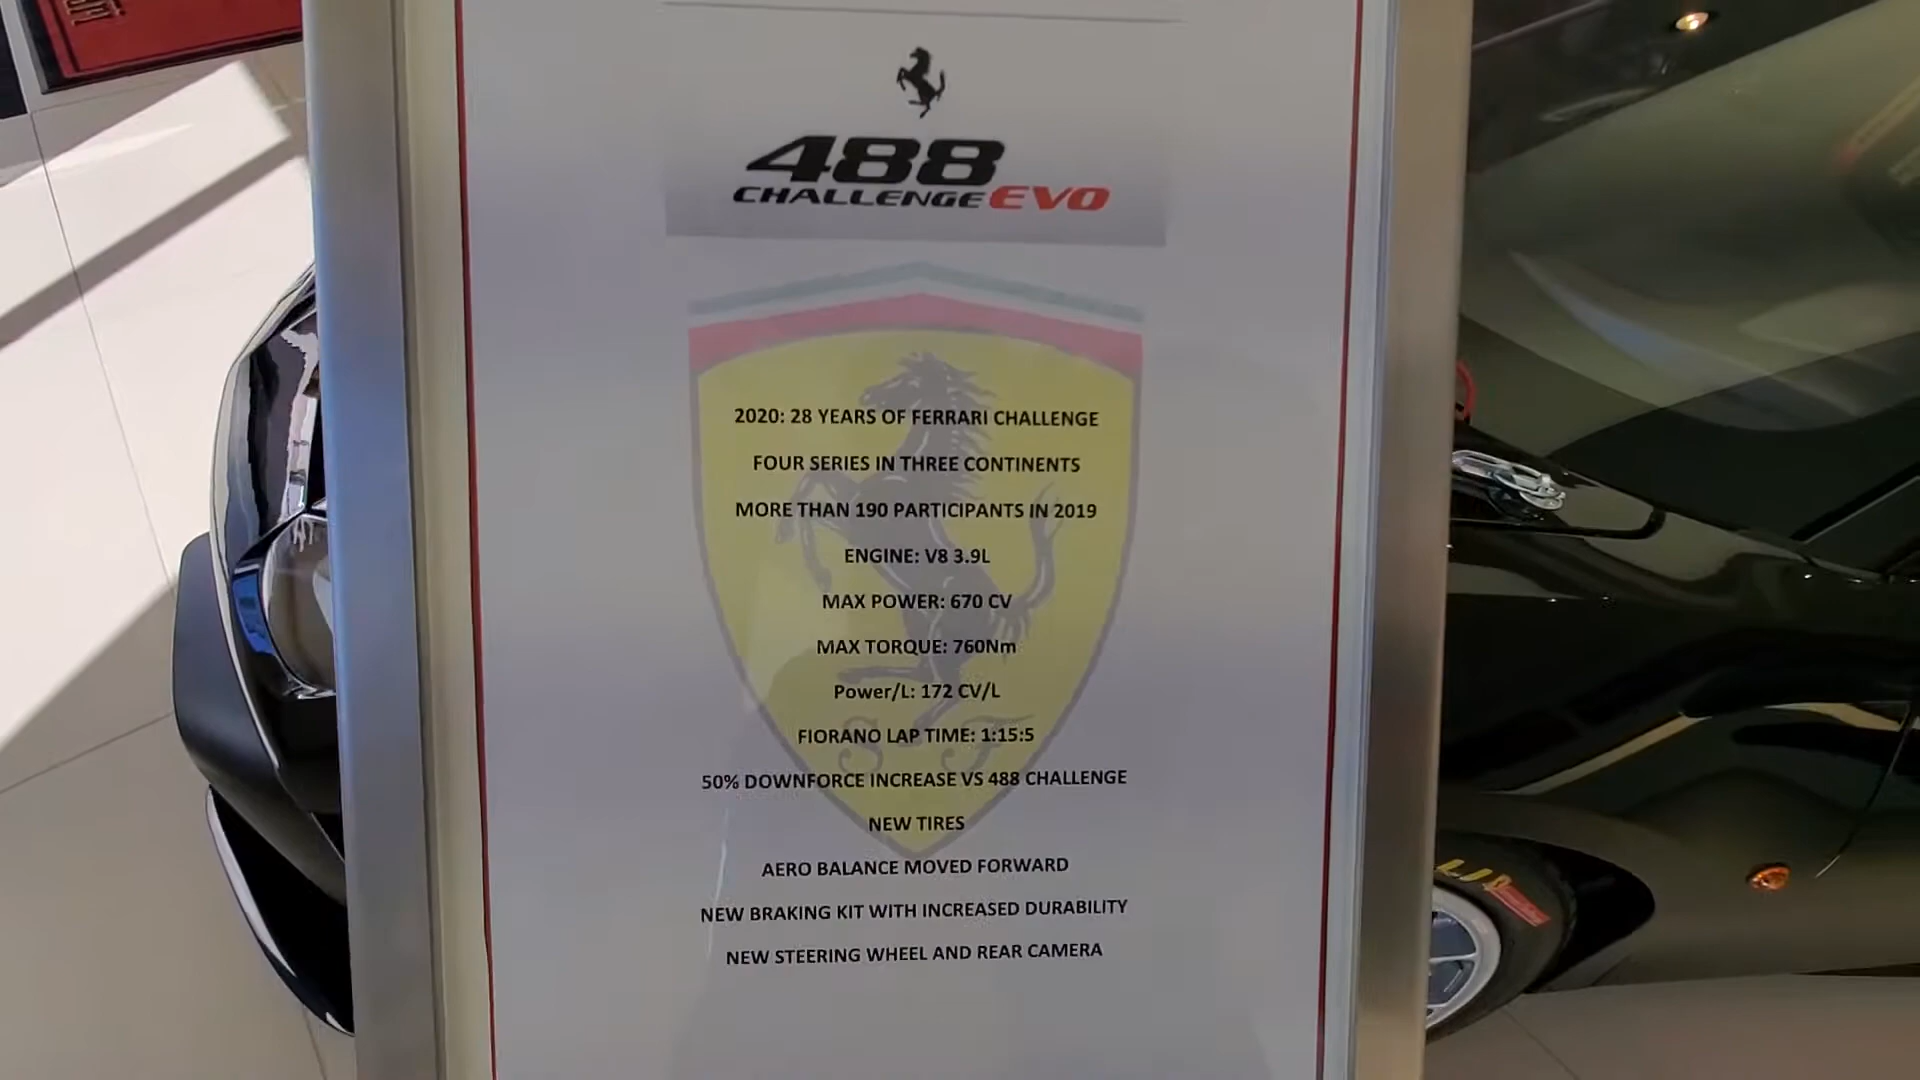 488
CHALLENGE EVO
2020: 28 YEARS OF FERRARI CHALLENGE
FOUR SERIES IN THREE CONTINENTS
MORE THAN 190 PARTICIPANTS IN 2019
ENGINE: V8 3.9L
MAX POWER: 670 CV
MAX TORQUE: 760Nm
Power/L: 172 CV/L
S F
FIORANO LAP TIME: 1:15:5
50% DOWNFORCE INCREASE VS 488 CHALLENGE
NEW TIRES
AERO BALANCE MOVED FORWARD
NEW BRAKING KIT WITH INCREASED DURABILITY
NEW STEERING WHEEL AND REAR CAMERA